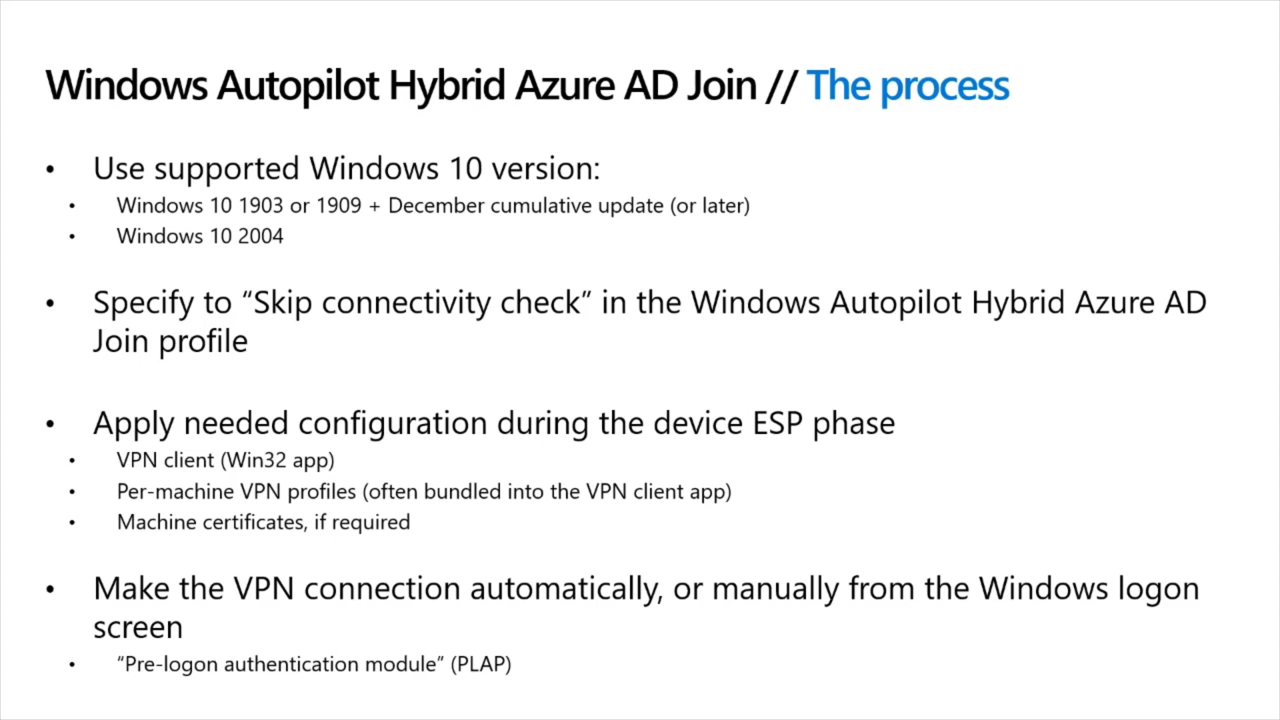 Windows Autopilot Hybrid Azure AD Join // The process
• Use supported Windows 10 version:
• Windows 10 1903 or 1909 + December cumulative update (or later)
• Windows 10 2004
• Specify to “Skip connectivity check” in the Windows Autopilot Hybrid Azure AD
Join profile
• Apply needed configuration during the device ESP phase
• VPN client (Win32 app)
• Per-machine VPN profiles (often bundled into the VPN client app)
• Machine certificates, if required
• Make the VPN connection automatically, or manually from the Windows logon
screen
• “Pre-logon authentication module” (PLAP)